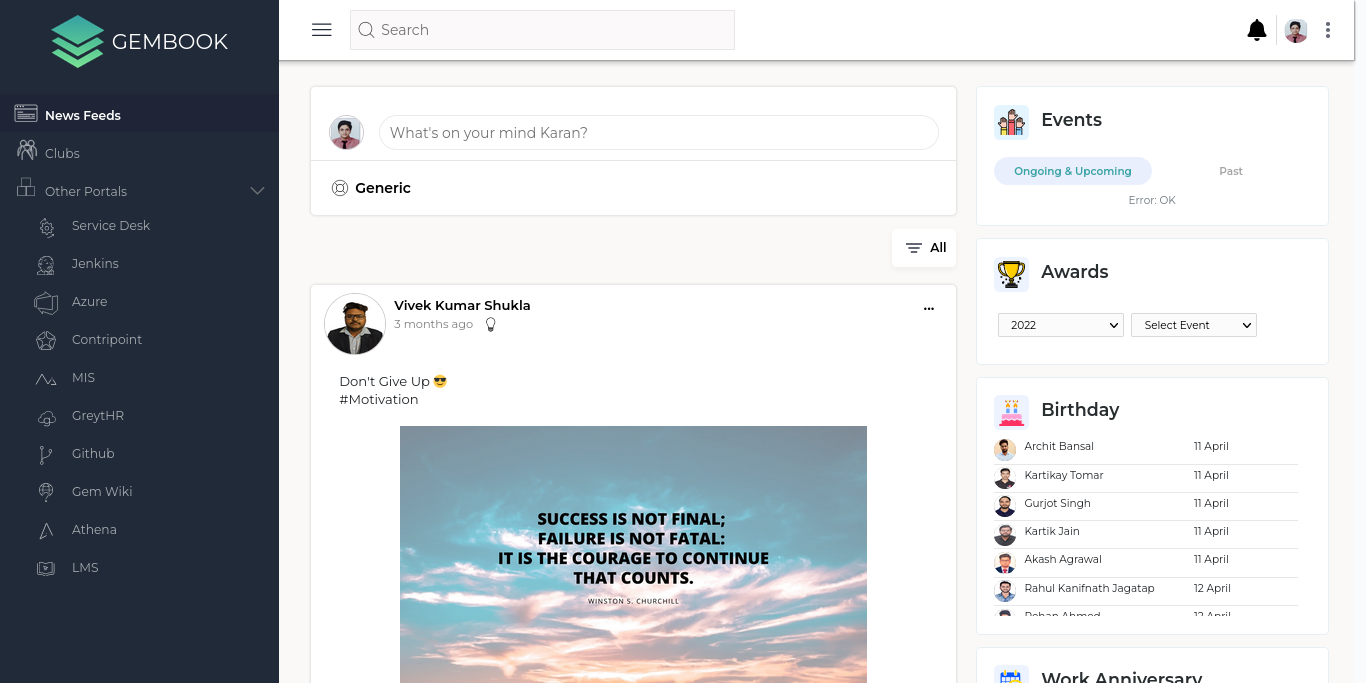 GEMBOOK
News Feeds
Clubs
Other Portals
Service Desk
Jenkins
Azure
Contripoint
MIS
GreytHR
Github
Gem Wiki
Athena
LMS
Search
What's on your mind Karan?
Generic
All
Vivek Kumar Shukla
3 months ago
Don't Give Up 😎
#Motivation
SUCCESS IS NOT FINAL;
FAILURE IS NOT FATAL:
IT IS THE COURAGE TO CONTINUE
THAT COUNTS.
WINSTON S. CHURCHILL
Events
Ongoing & Upcoming Past
Error: OK
Awards
2022 Select Event
Birthday
Archit Bansal 11 April
Kartikay Tomar 11 April
Gurjot Singh 11 April
Kartik Jain 11 April
Akash Agrawal 11 April
Rahul Kanifnath Jagatap 12 April
Rohan Ahmed 12 April
Work Anniversary